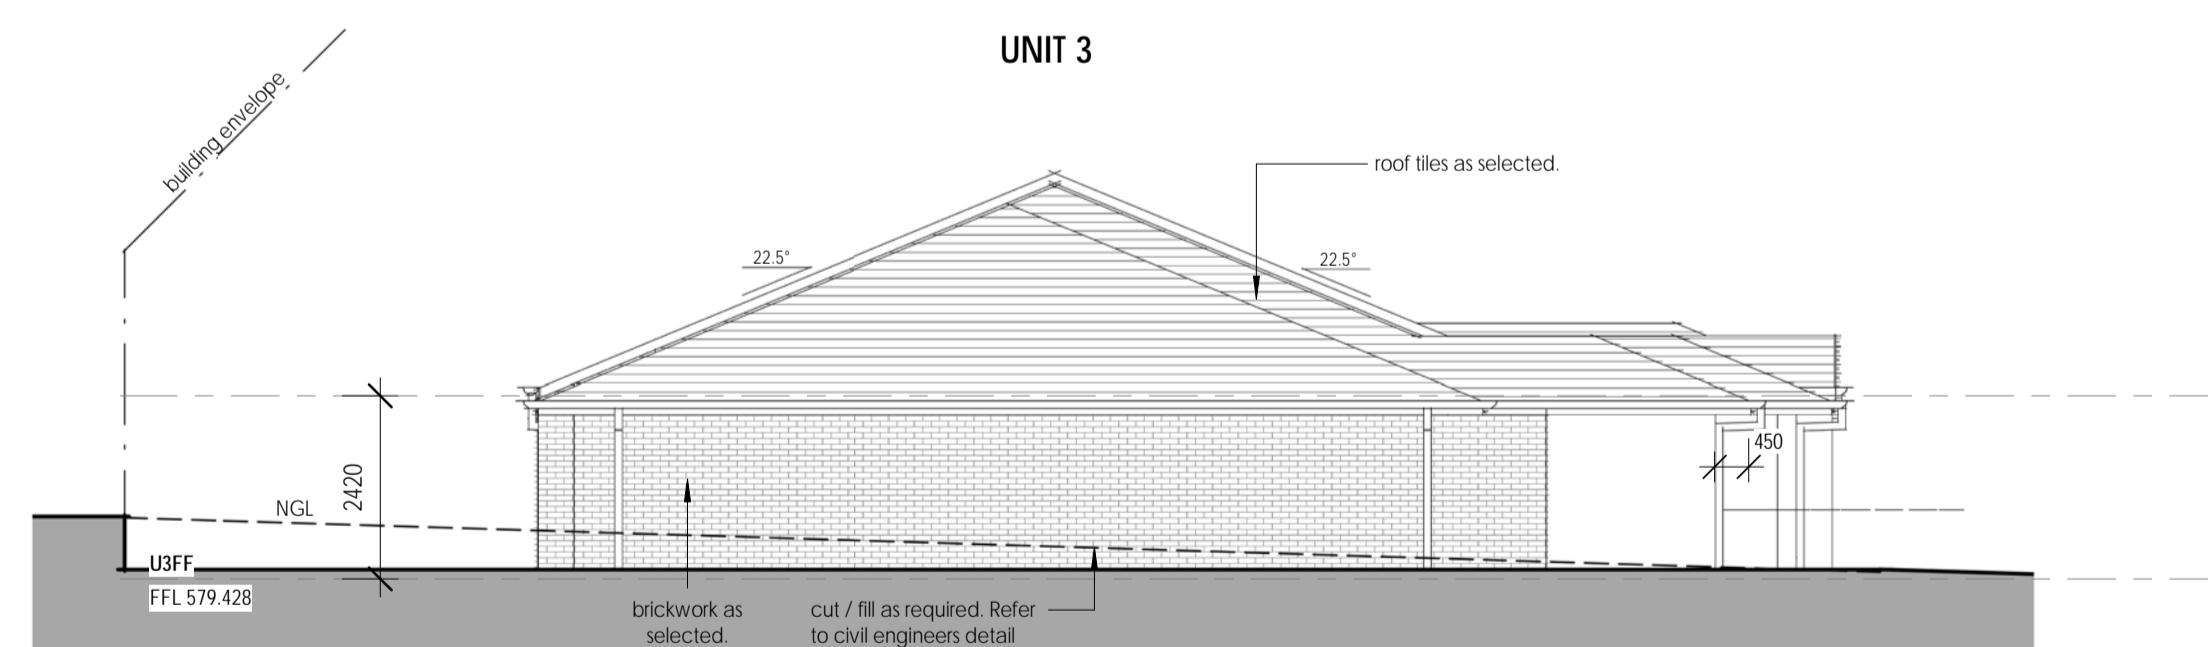 UNIT 3
building envelope
roof tiles as selected.
22.5°
22.5°
450
2420
NGL
U3FF
FFL 579.428
brickwork as
selected.
cut / fill as required. Refer
to civil engineers detail